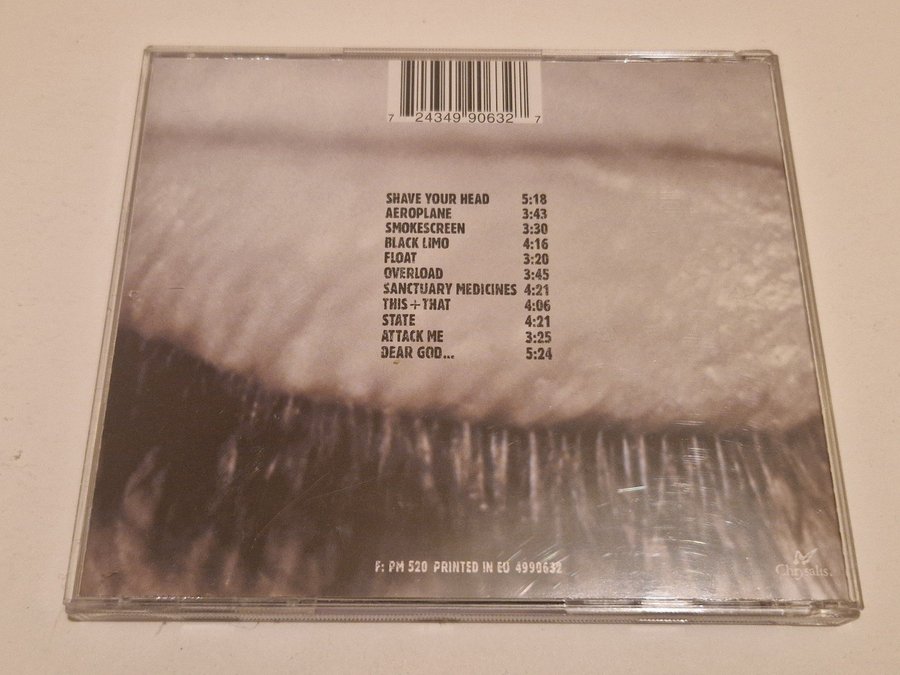 7 24349 90632 7
SHAVE YOUR HEAD 5:18
AEROPLANE 3:43
SMOKESCREEN 3:30
BLACK LIMO 4:16
FLOAT 3:20
OVERLOAD 3:45
SANCTUARY MEDICINES 4:21
THIS+THAT 4:06
STATE 4:21
ATTACK ME 3:25
DEAR GOD... 5:24
F: PM 520 PRINTED IN EU 4990632
Chrysalis.